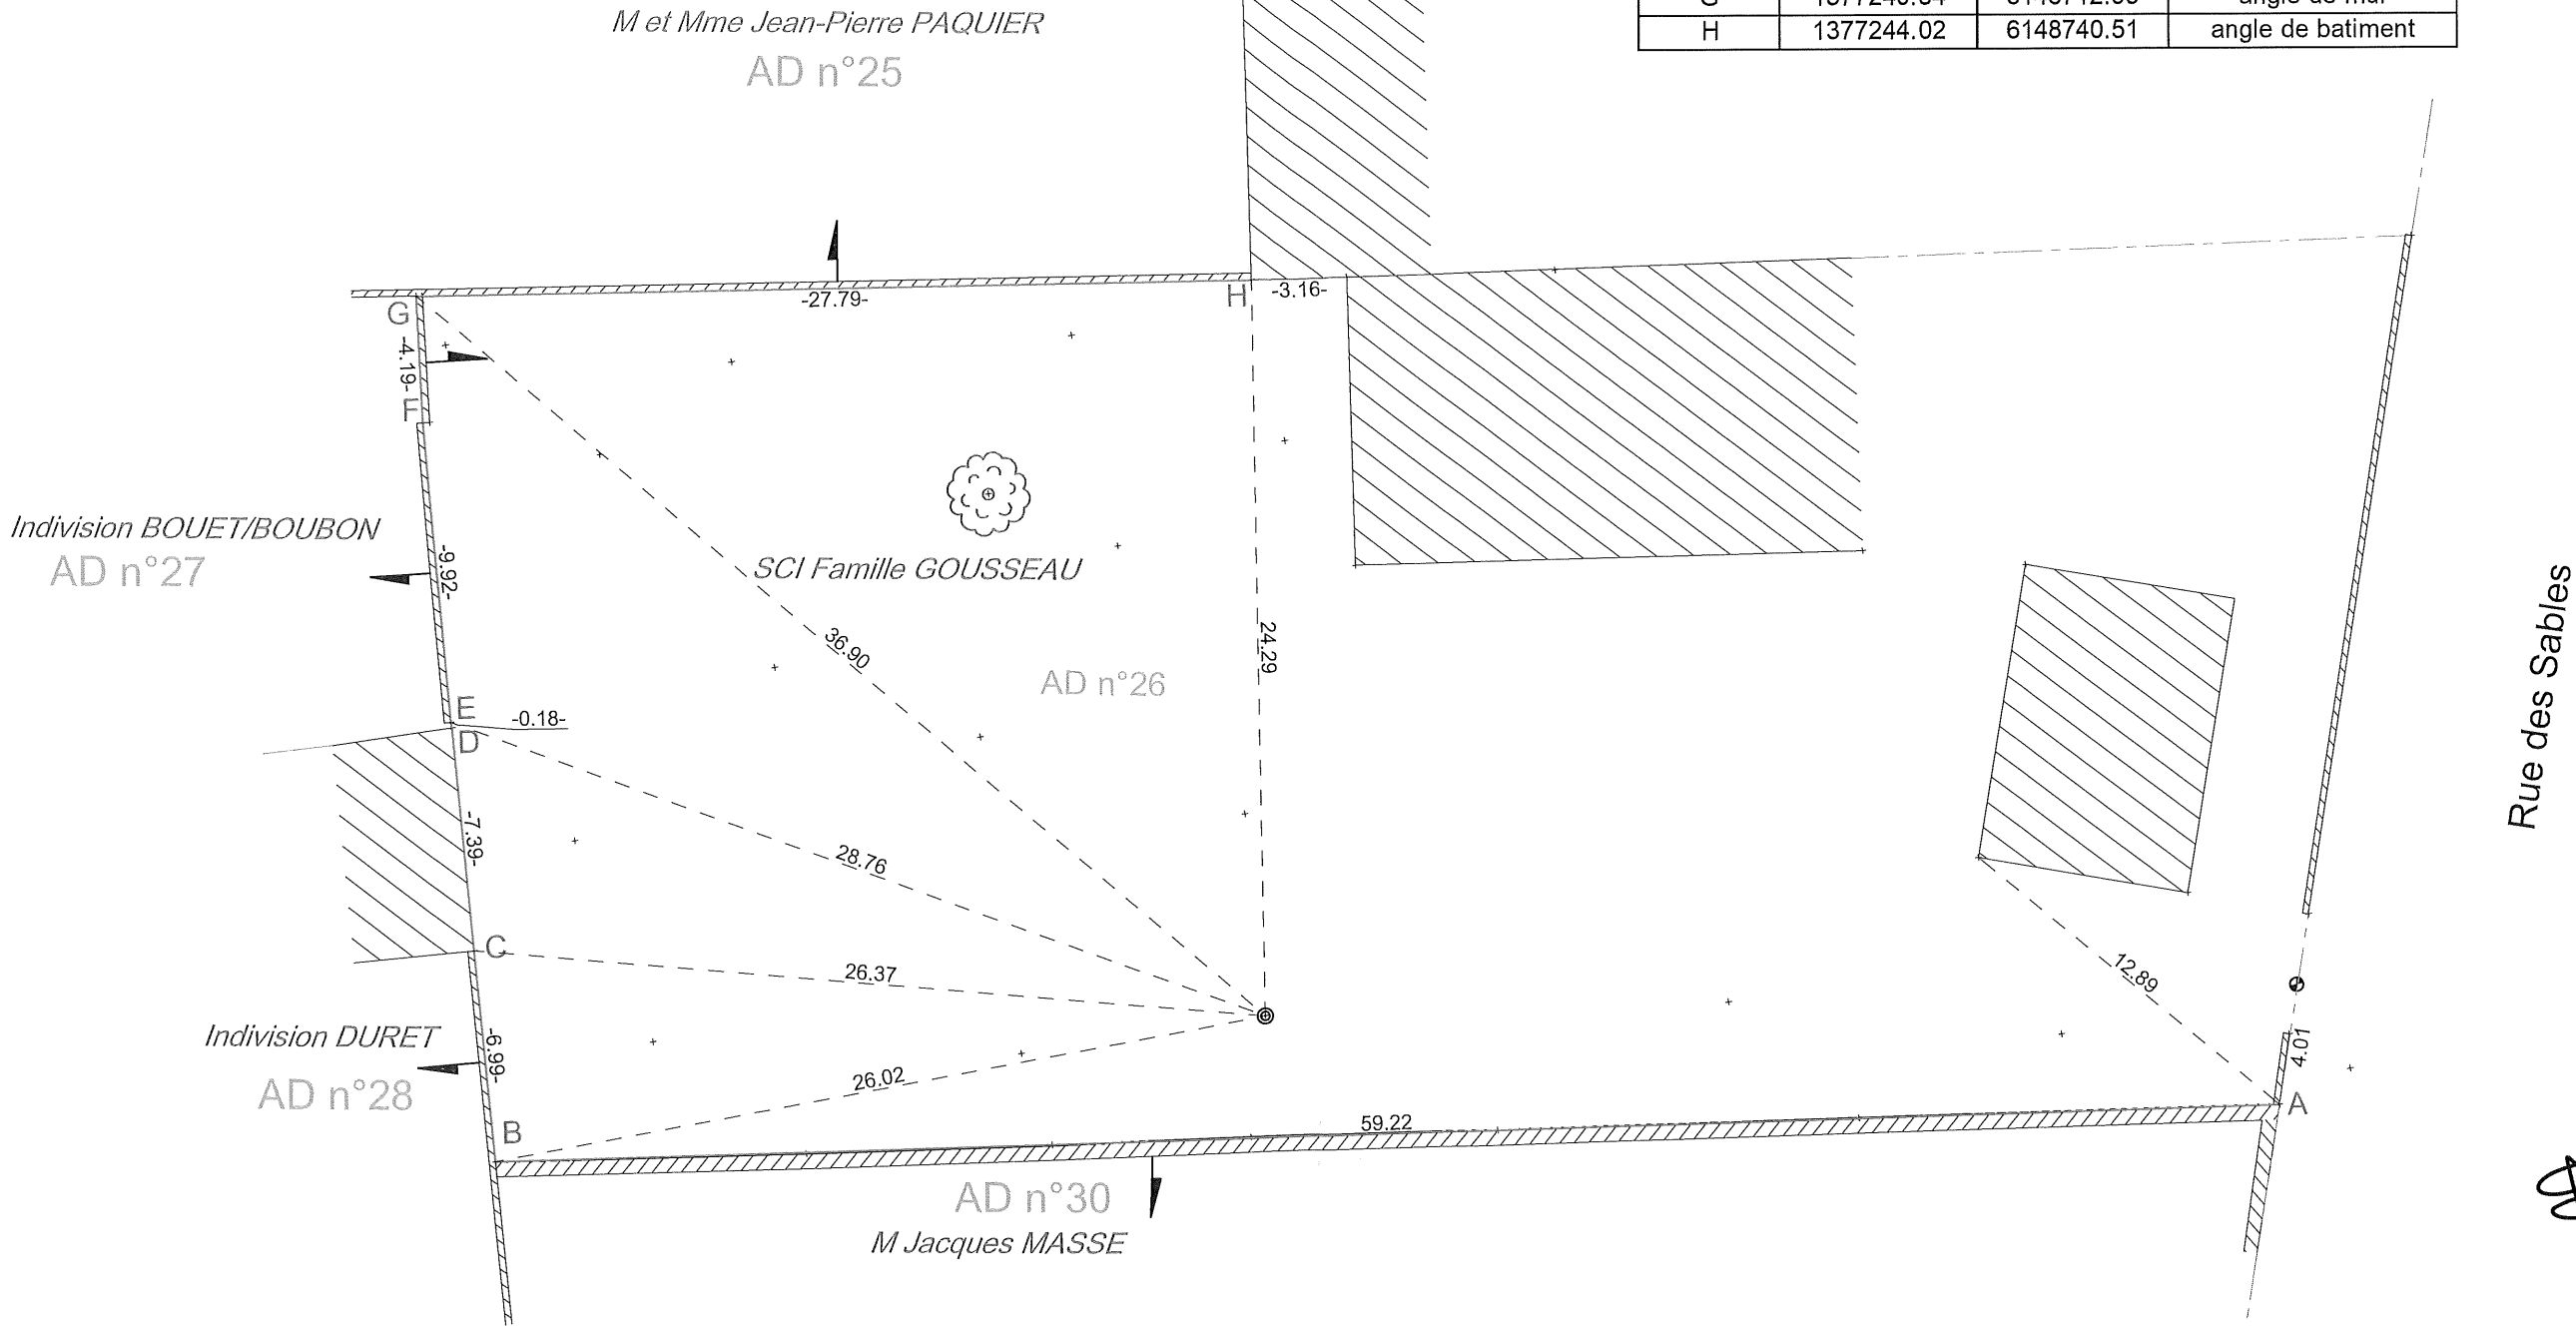 M et Mme Jean-Pierre PAQUIER
AD n°25
H 1377244.02 6148740.51 angle de batiment
G
-27.79-
H
-3.16-
-4.19-
F
Indivision BOUET/BOUBON
AD n°27
-9.92-
SCI Famille GOUSSEAU
36.90
24.29
AD n°26
Rue des Sables
E
-0.18-
D
-7.39-
28.76
C
26.37
12.89
Indivision DURET
AD n°28
-6.99-
26.02
4.01
A
B
59.22
AD n°30
M Jacques MASSE